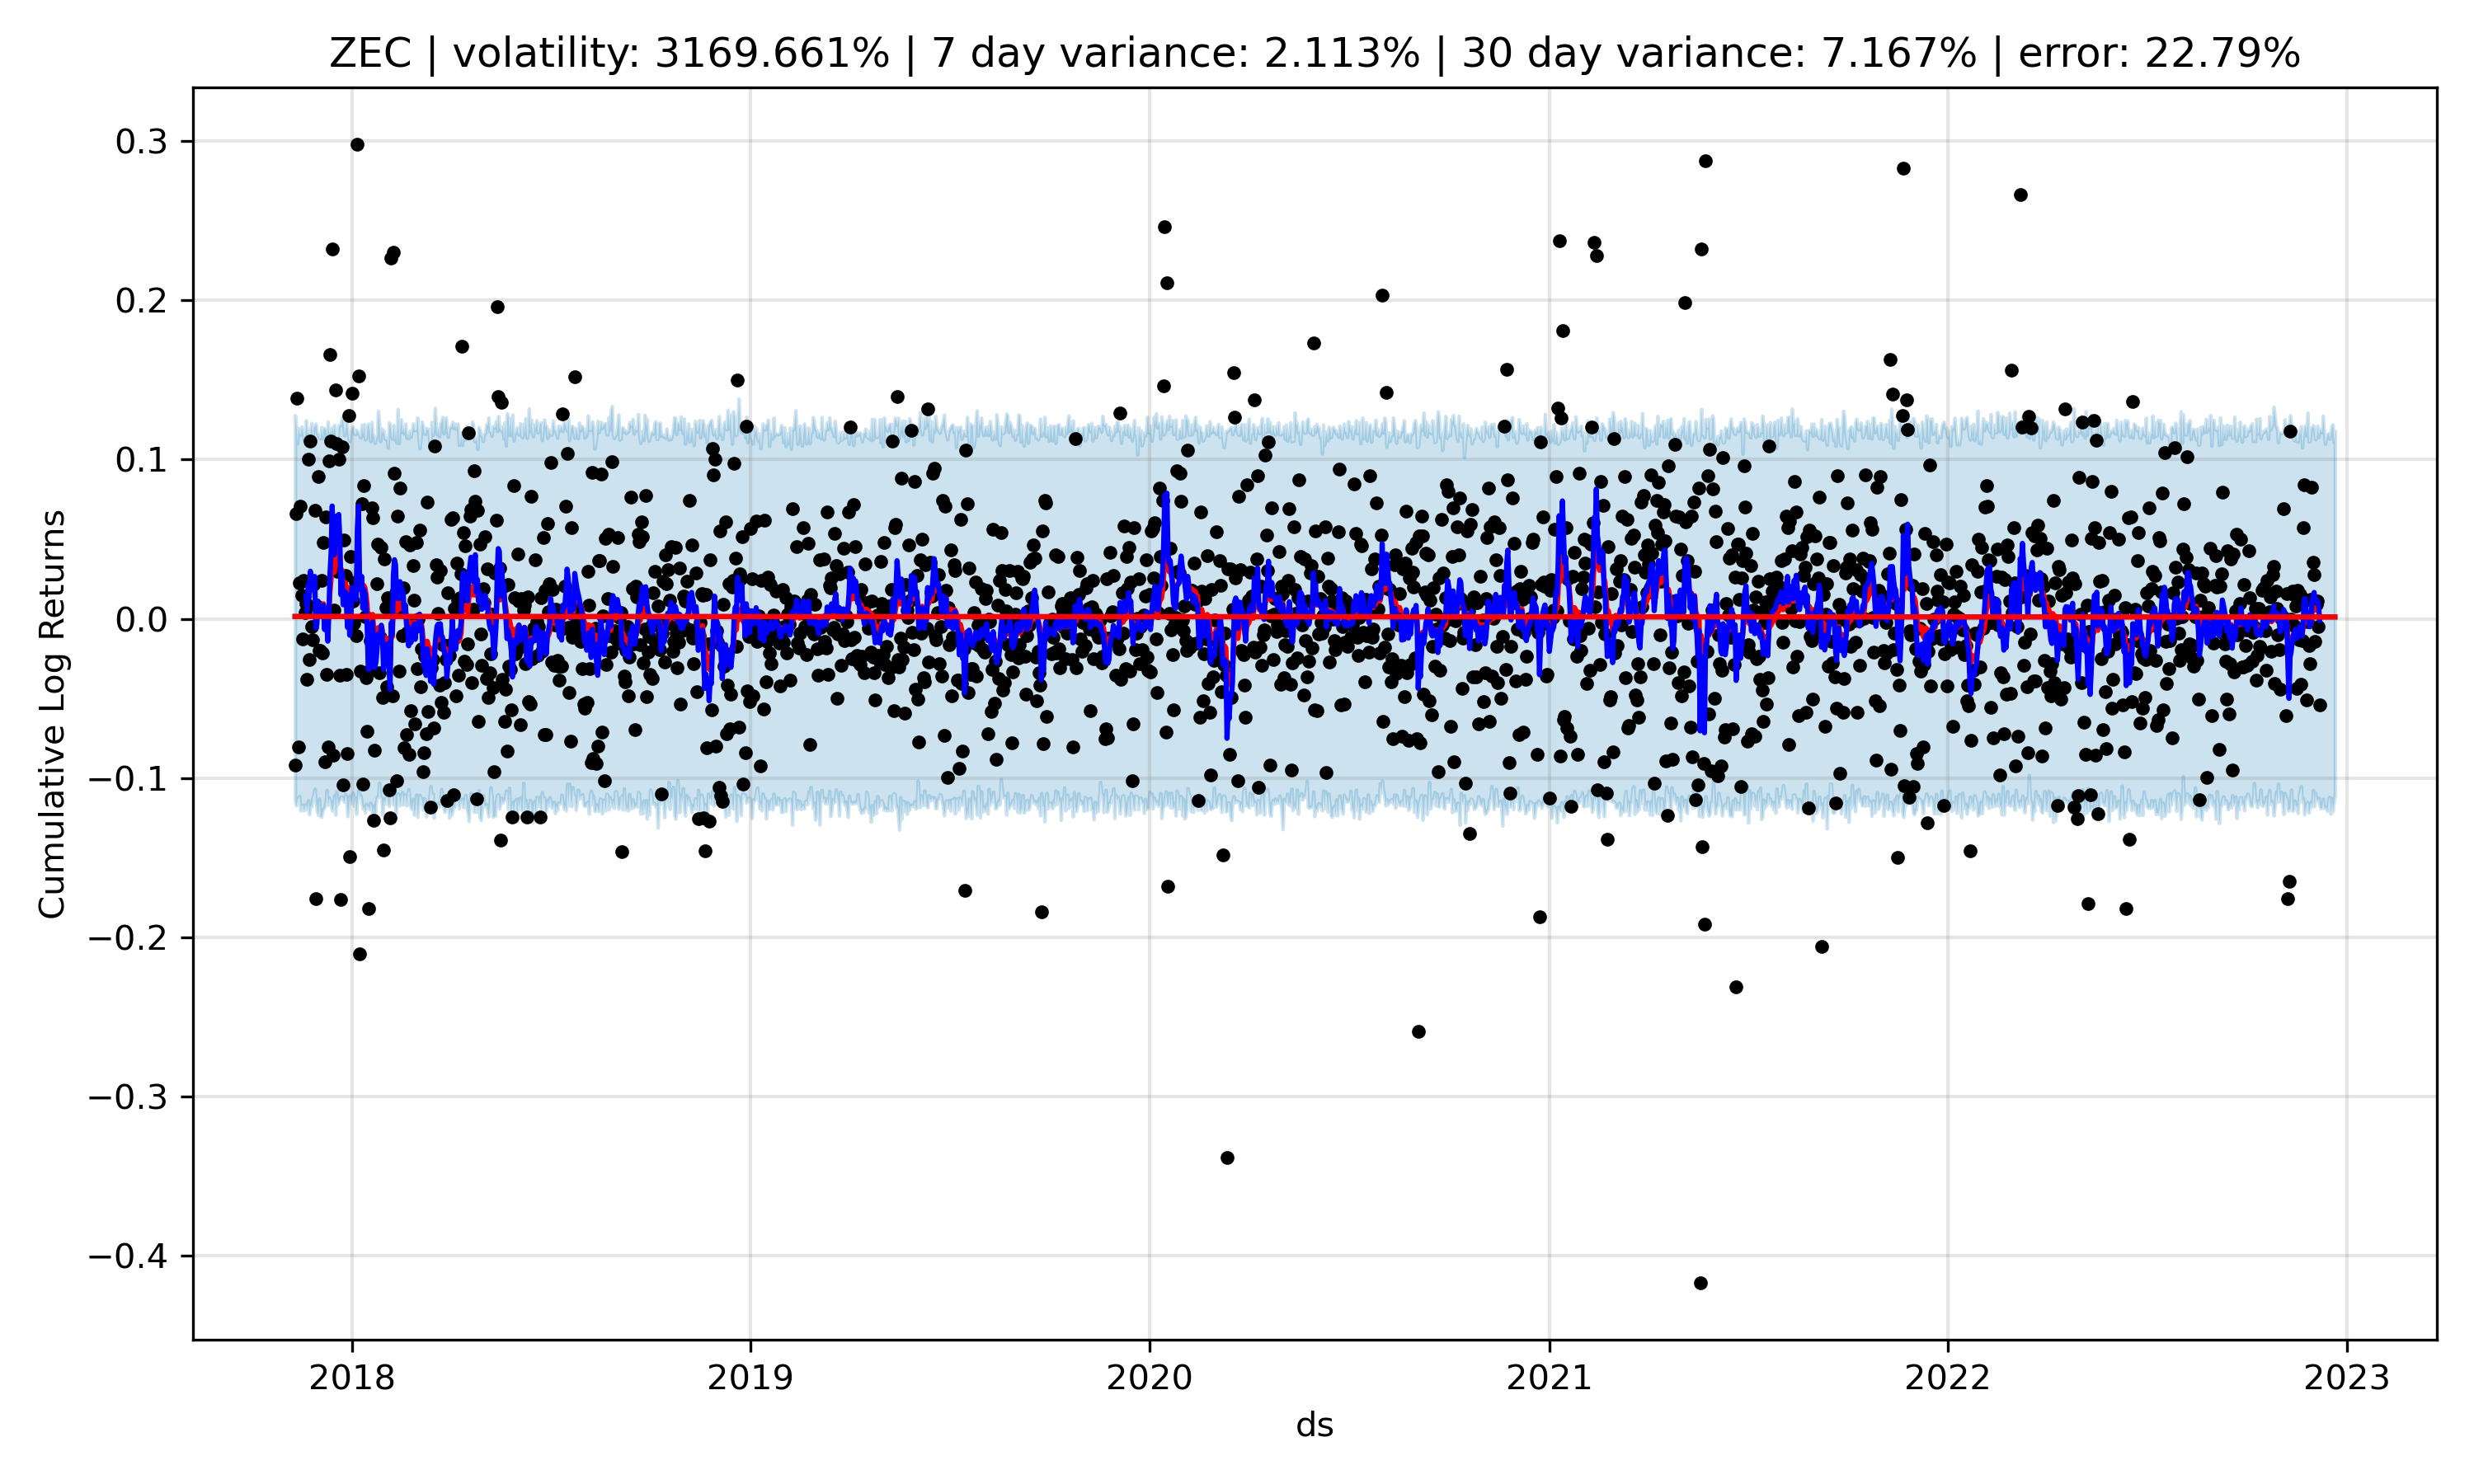 ZEC | volatility: 3169.661% | 7 day variance: 2.113% | 30 day variance: 7.167% | error: 22.79%
Cumulative Log Returns
0.3
0.2
0.1
0.0
−0.1
−0.2
−0.3
−0.4
2018 2019 2020 2021 2022 2023
ds